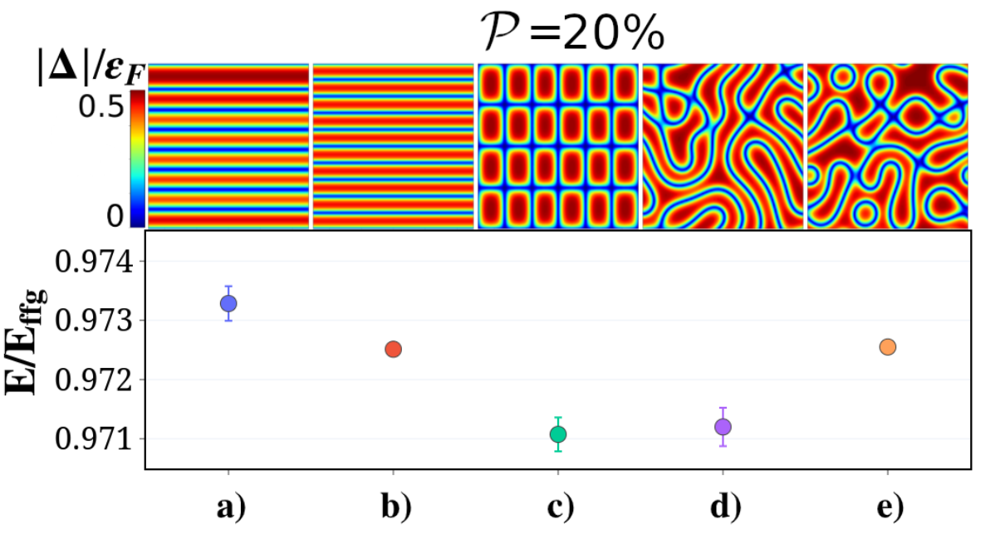 𝒫=20%
|Δ|/ε_F
0.5
0
E/E_ffg
0.974
0.973
0.972
0.971
a) b) c) d) e)